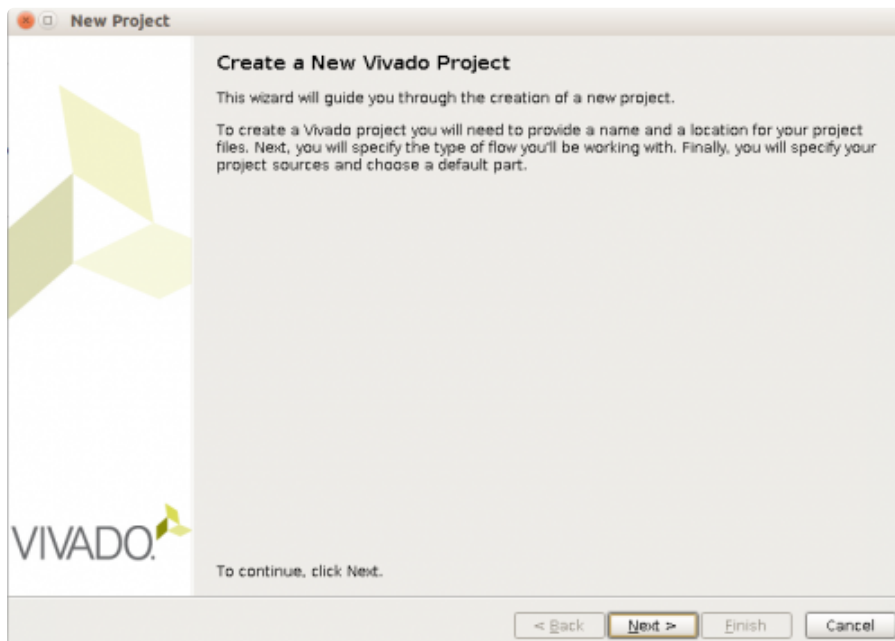 New Project
Create a New Vivado Project
This wizard will guide you through the creation of a new project.
To create a Vivado project you will need to provide a name and a location for your project
files. Next, you will specify the type of flow you'll be working with. Finally, you will specify your
project sources and choose a default part.
VIVADO.
To continue, click Next.
< Back Next > Finish Cancel